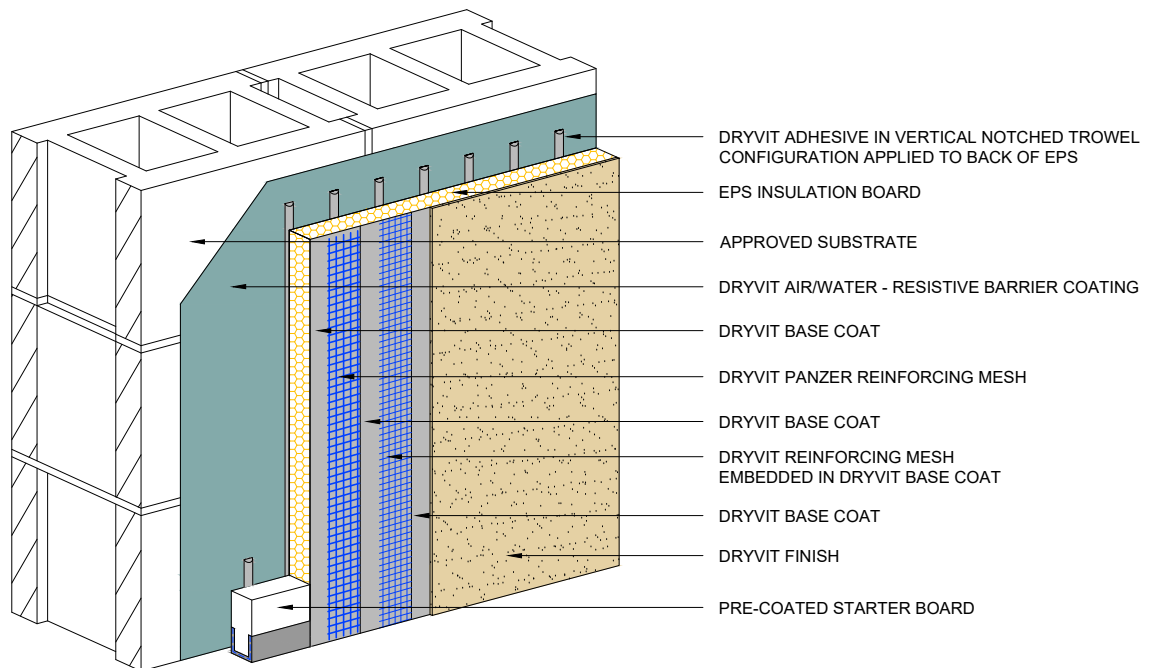 DRYVIT ADHESIVE IN VERTICAL NOTCHED TROWEL
CONFIGURATION APPLIED TO BACK OF EPS
EPS INSULATION BOARD
APPROVED SUBSTRATE
DRYVIT AIR/WATER - RESISTIVE BARRIER COATING
DRYVIT BASE COAT
DRYVIT PANZER REINFORCING MESH
DRYVIT BASE COAT
DRYVIT REINFORCING MESH
EMBEDDED IN DRYVIT BASE COAT
DRYVIT BASE COAT
DRYVIT FINISH
PRE-COATED STARTER BOARD